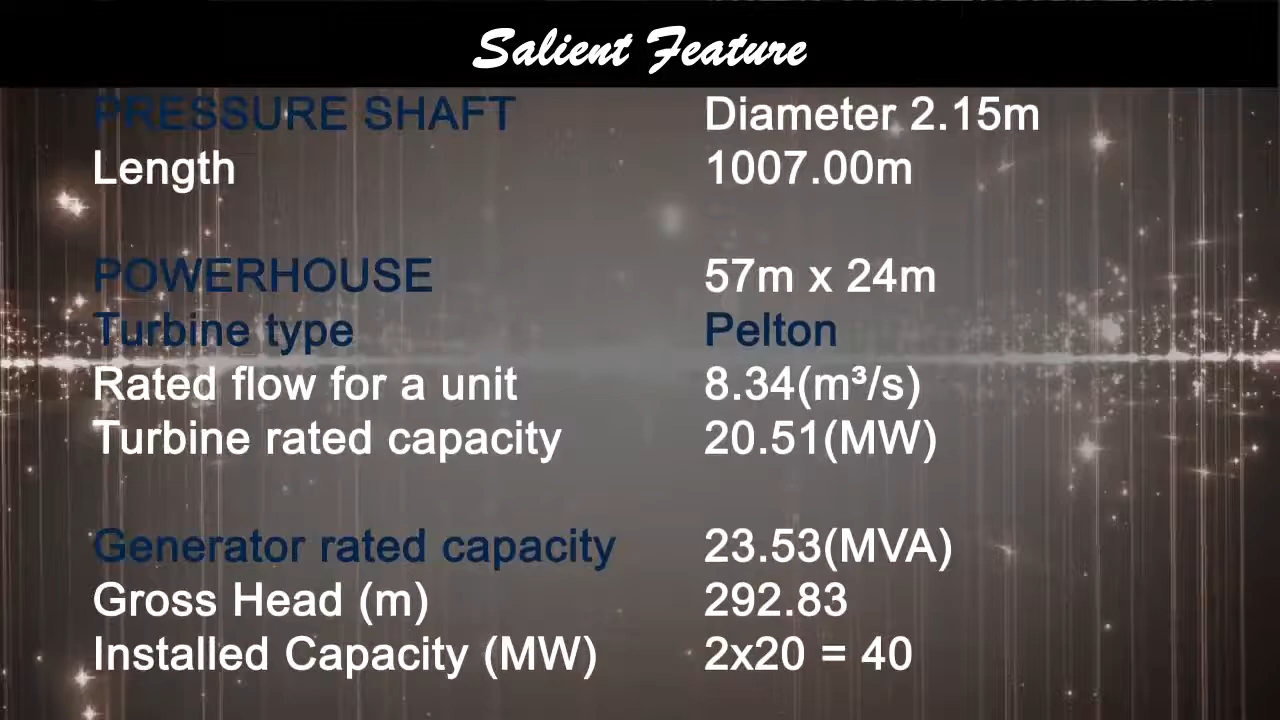 Salient Feature
PRESSURE SHAFT Diameter 2.15m
Length 1007.00m
POWERHOUSE 57m x 24m
Turbine type Pelton
Rated flow for a unit 8.34(m³/s)
Turbine rated capacity 20.51(MW)
Generator rated capacity 23.53(MVA)
Gross Head (m) 292.83
Installed Capacity (MW) 2x20 = 40